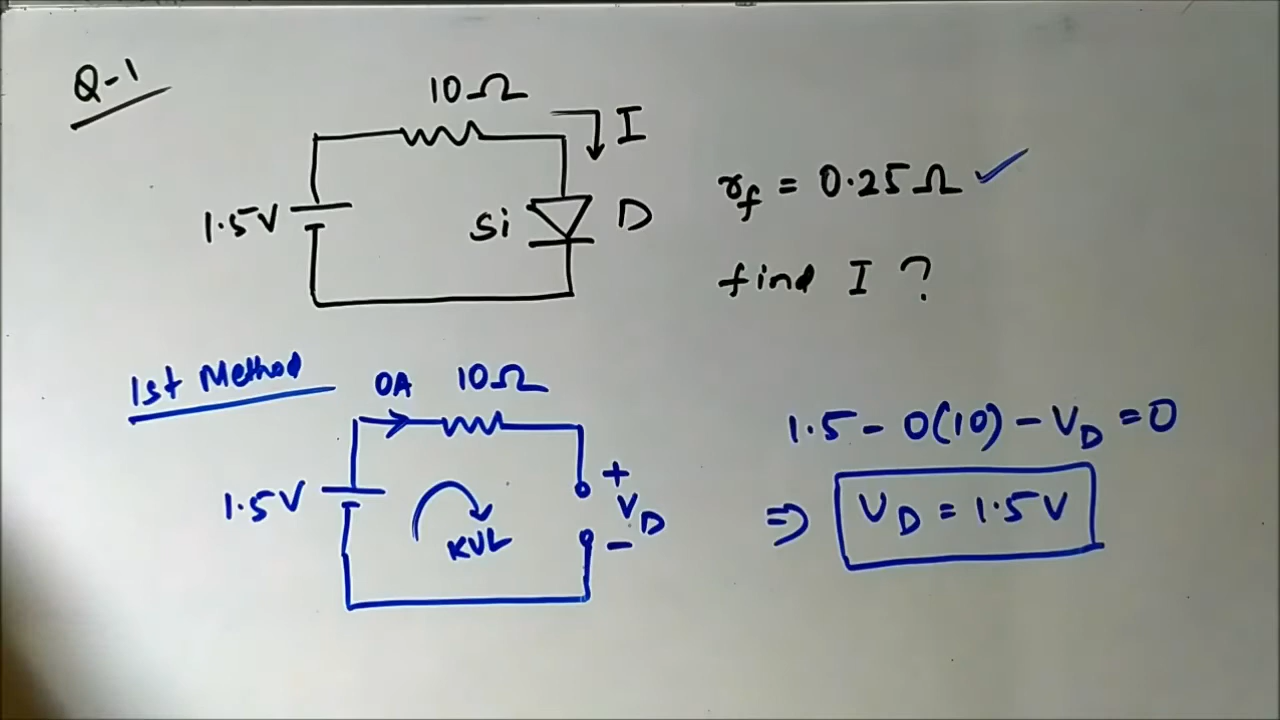 Q-1
10Ω
I
1.5V
Si
D
rf = 0.25Ω ✓
find I ?
1st Method
0A
10Ω
1.5V
KVL
+
VD
-
1.5 - 0(10) - VD = 0
⇒ VD = 1.5V